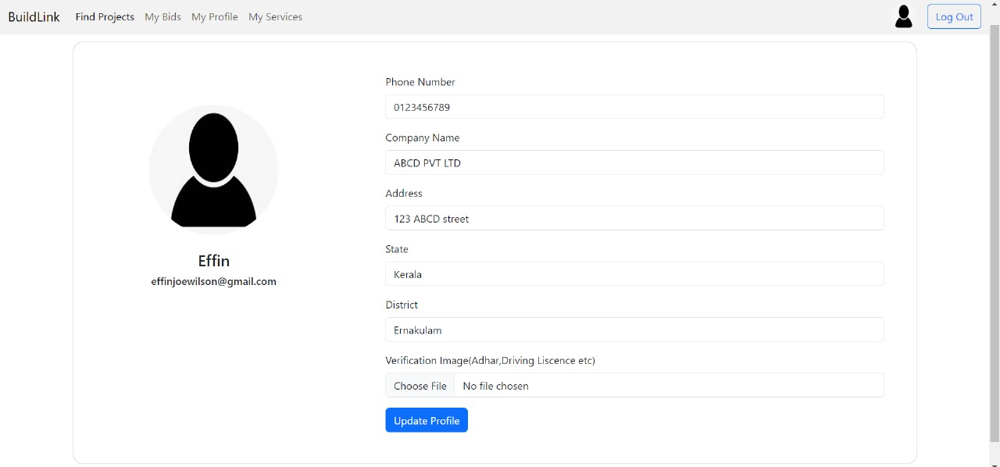 BuildLink Find Projects My Bids My Profile My Services Log Out
Phone Number
0123456789
Company Name
ABCD PVT LTD
Address
123 ABCD street
State
Kerala
District
Ernakulam
Verification Image(Adhar,Driving Liscence etc)
Choose File No file chosen
Update Profile
Effin
effinjoewilson@gmail.com